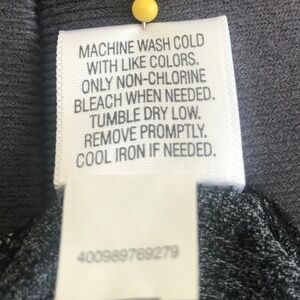 MACHINE WASH COLD
WITH LIKE COLORS.
ONLY NON-CHLORINE
BLEACH WHEN NEEDED.
TUMBLE DRY LOW.
REMOVE PROMPTLY.
COOL IRON IF NEEDED.
400989769279